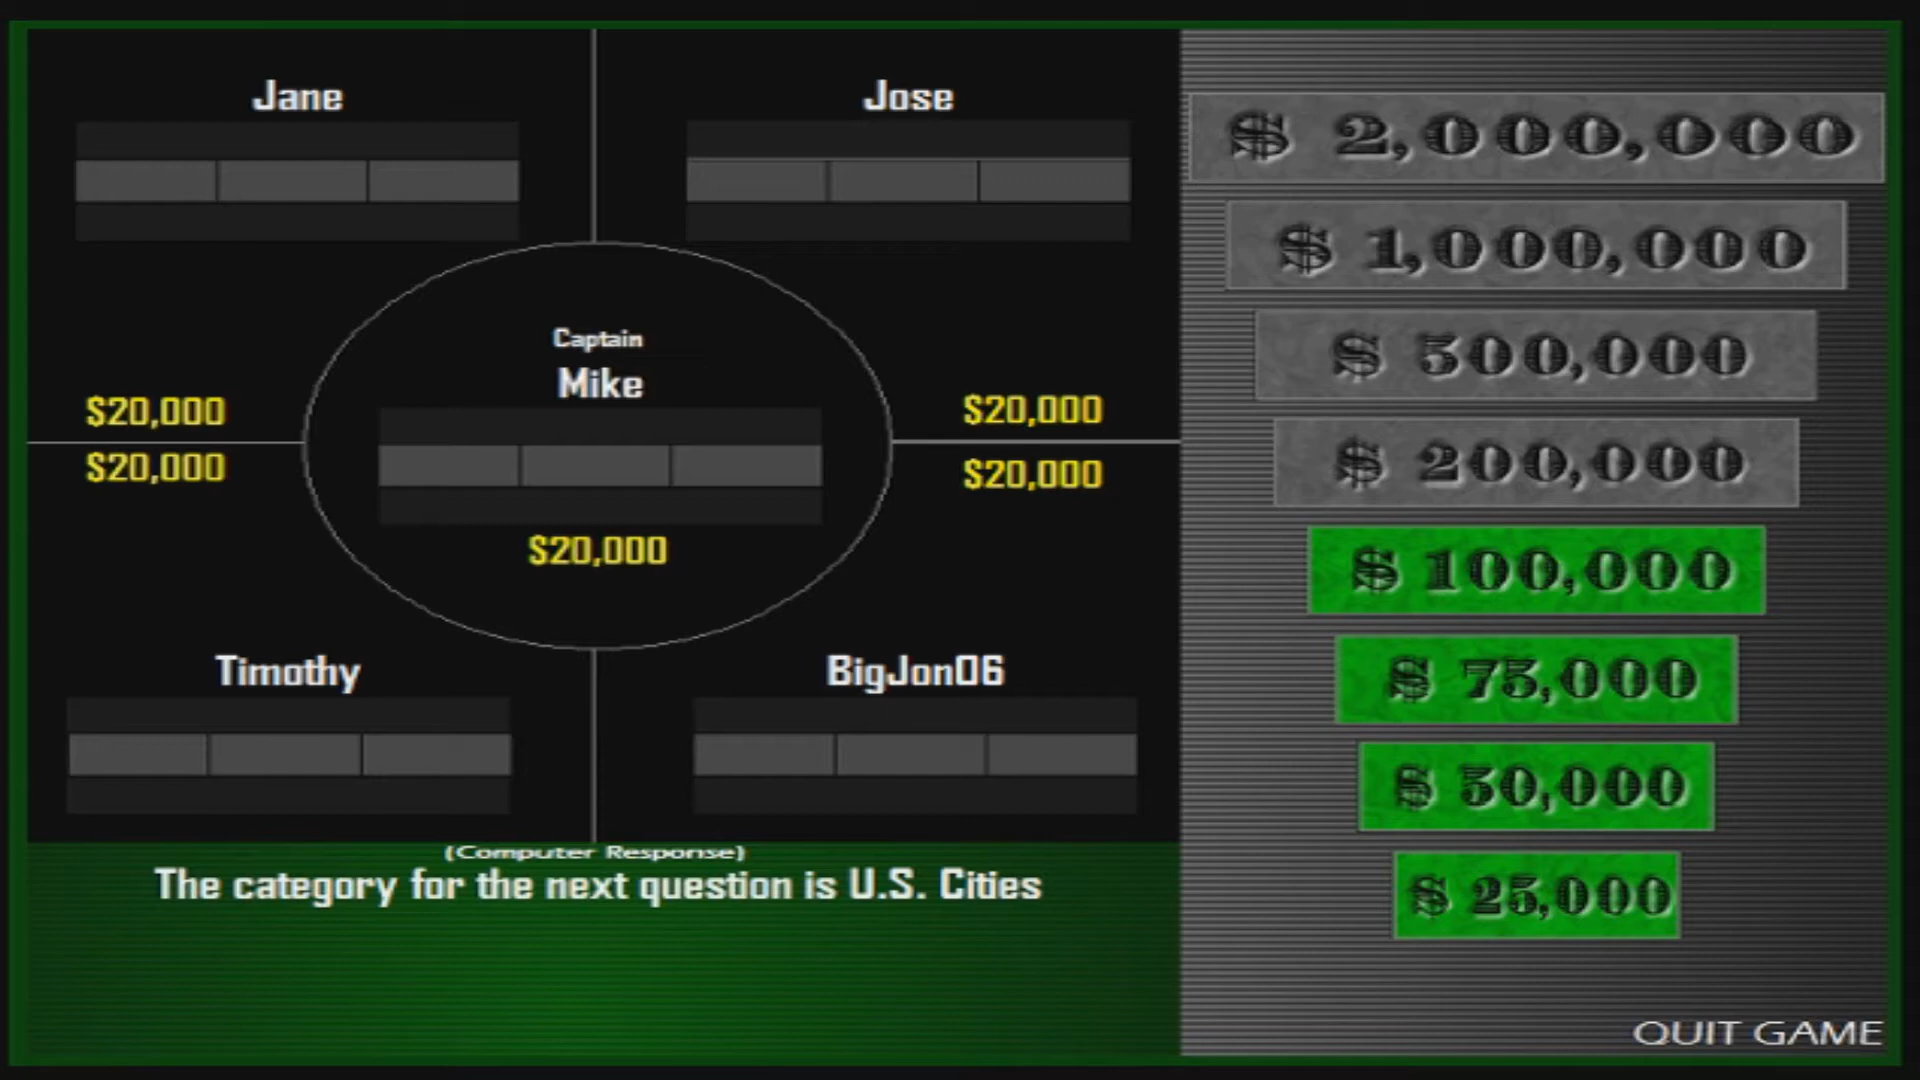 Jane
Jose
Captain
Mike
$20,000
$20,000
$20,000
$20,000
$20,000
Timothy
BigJon06
(Computer Response)
The category for the next question is U.S. Cities
$ 2,000,000
$ 1,000,000
$ 500,000
$ 200,000
$ 100,000
$ 75,000
$ 50,000
$ 25,000
QUIT GAME